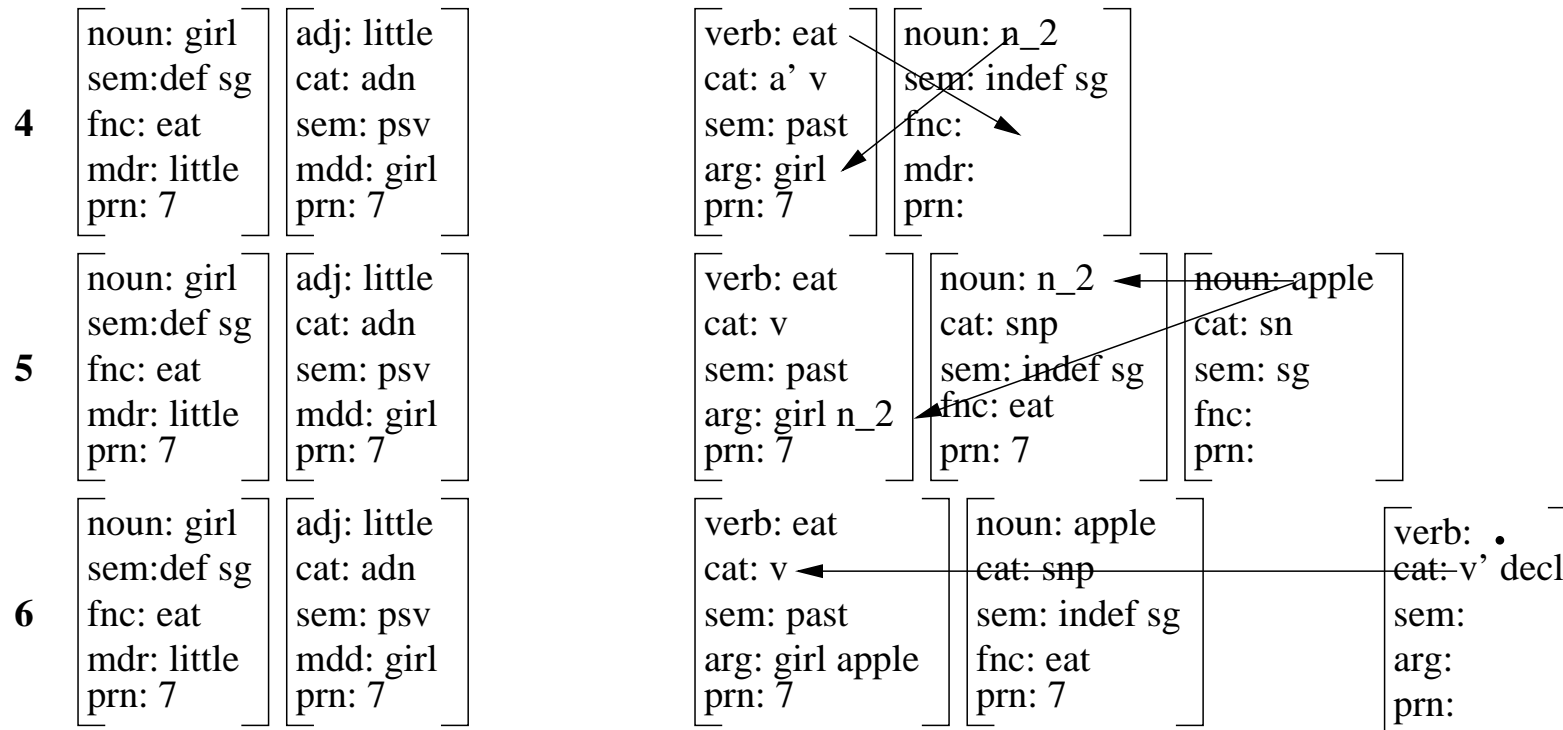 noun: girl adj: little verb: eat noun: n_2
sem:def sg cat: adn cat: a’ v sem: indef sg
4 fnc: eat sem: psv sem: past fnc:
mdr: little mdd: girl arg: girl mdr:
prn: 7 prn: 7 prn: 7 prn:
noun: girl adj: little verb: eat noun: n_2 noun: apple
sem:def sg cat: adn cat: v cat: snp cat: sn
5 fnc: eat sem: psv sem: past sem: indef sg sem: sg
mdr: little mdd: girl arg: girl n_2 fnc: eat fnc:
prn: 7 prn: 7 prn: 7 prn: 7 prn:
noun: girl adj: little verb: eat noun: apple verb: .
sem:def sg cat: adn cat: v cat: snp cat: v’ decl
6 fnc: eat sem: psv sem: past sem: indef sg sem:
mdr: little mdd: girl arg: girl apple fnc: eat arg:
prn: 7 prn: 7 prn: 7 prn: 7 prn: